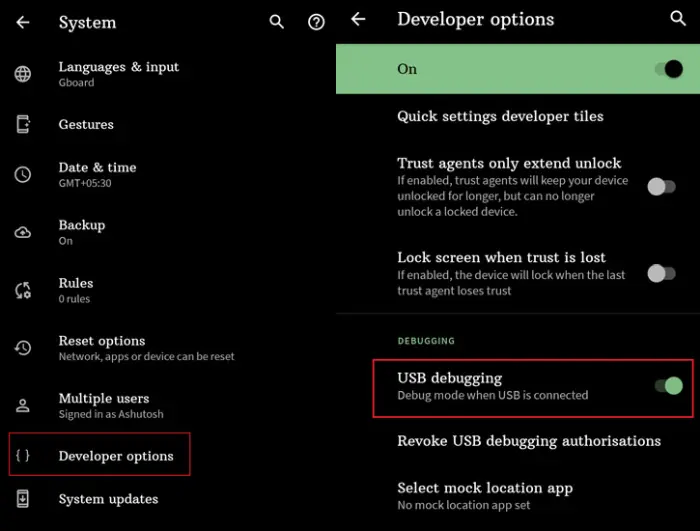 System
Languages & input
Gboard
Gestures
Date & time
GMT+05:30
Backup
On
Rules
0 rules
Reset options
Network, apps or device can be reset
Multiple users
Signed in as Ashutosh
{ } Developer options
System updates
Developer options
On
Quick settings developer tiles
Trust agents only extend unlock
If enabled, trust agents will keep your device
unlocked for longer, but can no longer
unlock a locked device.
Lock screen when trust is lost
If enabled, the device will lock when the last
trust agent loses trust
DEBUGGING
USB debugging
Debug mode when USB is connected
Revoke USB debugging authorisations
Select mock location app
No mock location app set